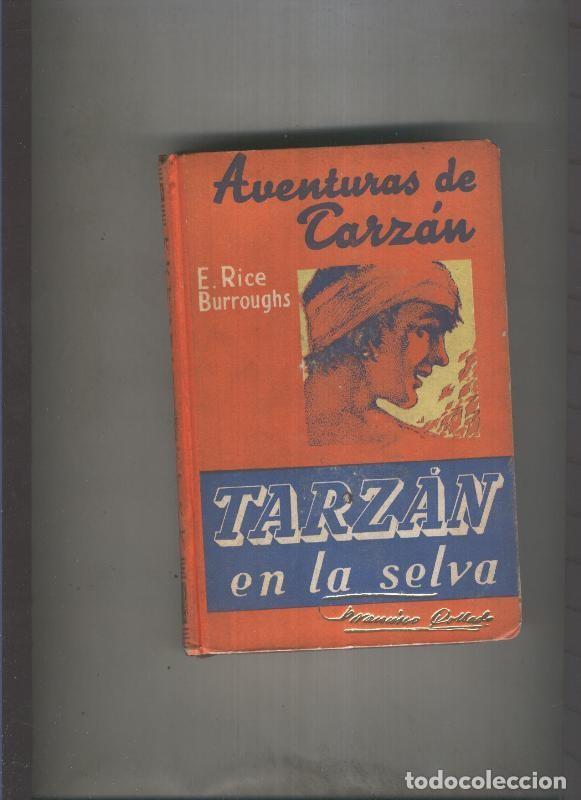 Aventuras de
Tarzán
E. Rice
Burroughs
TARZÁN
en la selva
todocoleccion